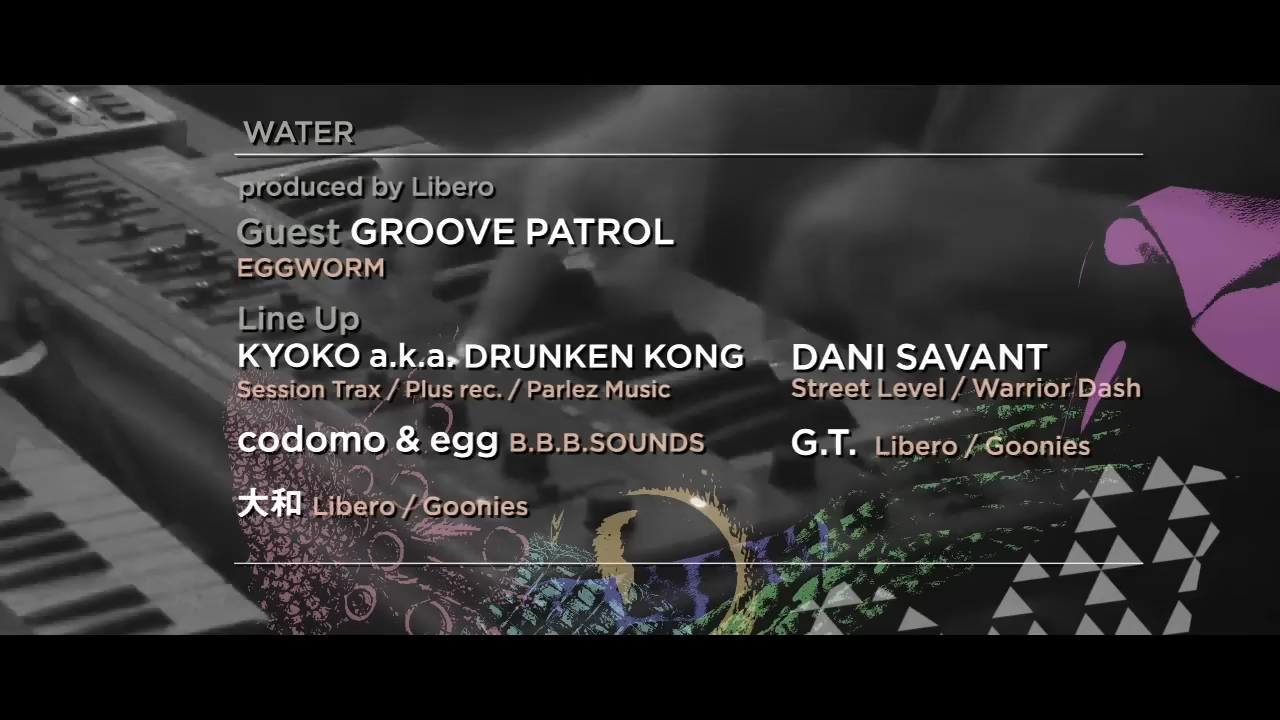 WATER
produced by Libero
Guest GROOVE PATROL
EGGWORM
Line Up
KYOKO a.k.a. DRUNKEN KONG
Session Trax / Plus rec. / Parlez Music
DANI SAVANT
Street Level / Warrior Dash
codomo & egg B.B.B.SOUNDS
G.T. Libero / Goonies
大和 Libero / Goonies